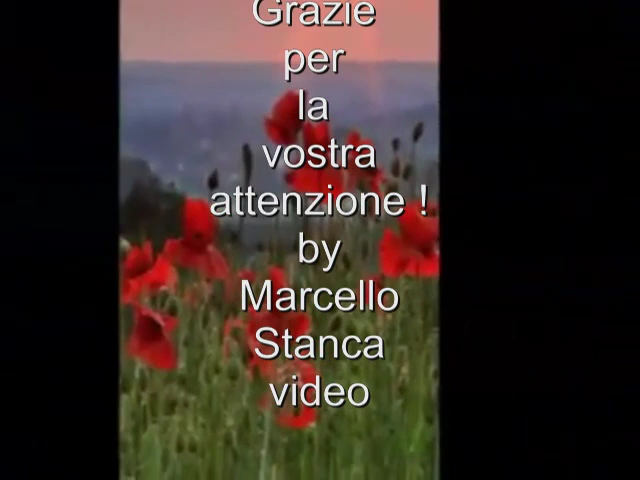 Grazie
per
la
vostra
attenzione !
by
Marcello
Stanca
video